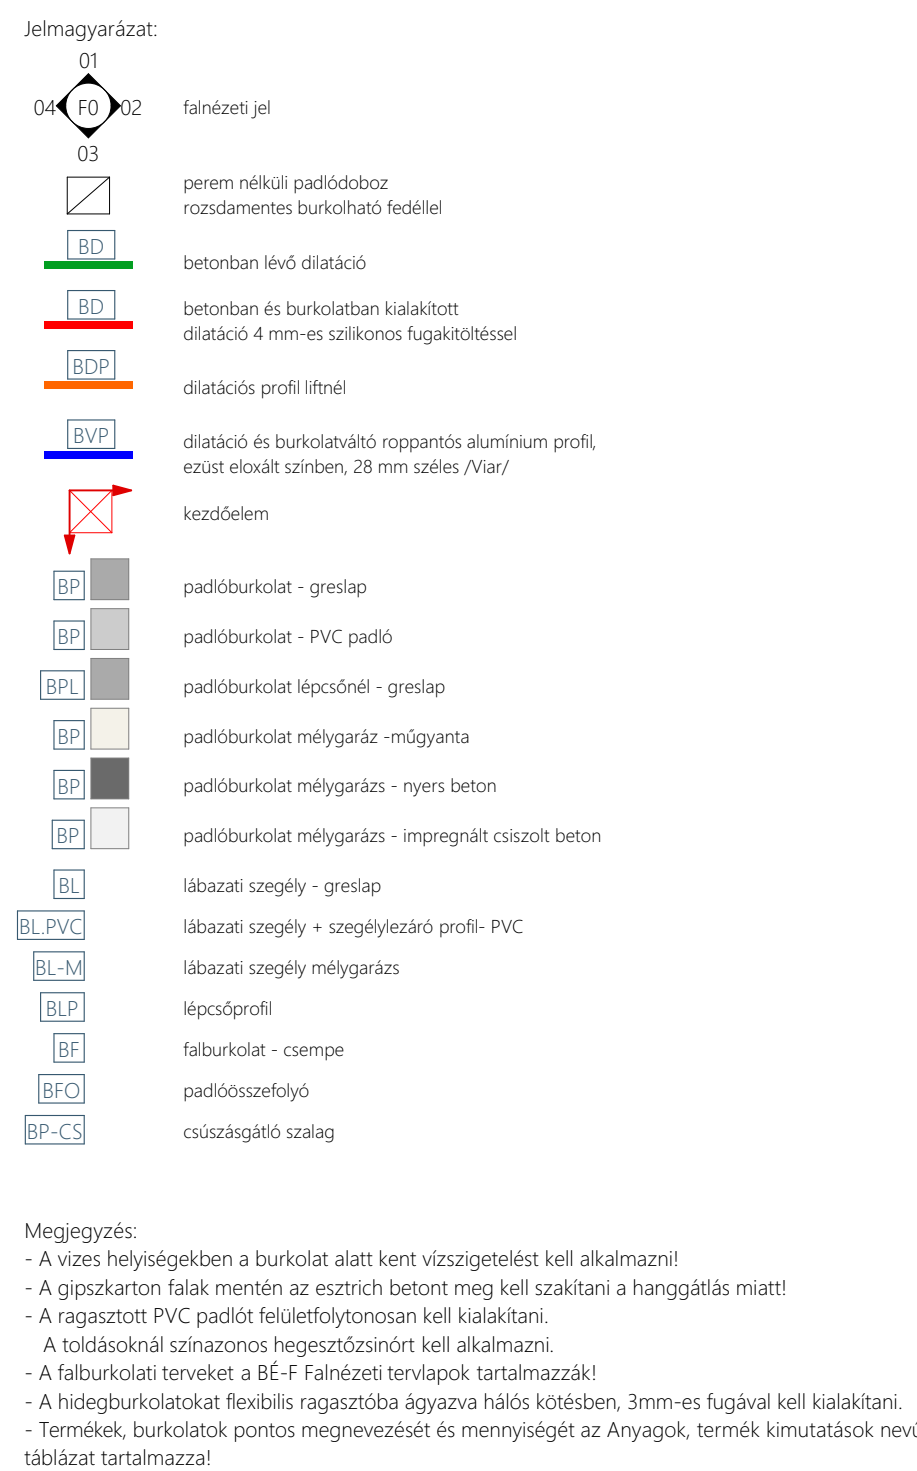 Jelmagyarázat:
01
04 F0 02
falnézeti jel
03
perem nélküli padlódoboz
rozsdamentes burkolható fedéllel
BD
betonban lévő dilatáció
BD
betonban és burkolatban kialakított
dilatáció 4 mm-es szilikonos fugakitöltéssel
BDP
dilatációs profil liftnél
BVP
dilatáció és burkolatváltó roppantós alumínium profil,
ezüst eloxált színben, 28 mm széles /Viar/
kezdőelem
BP padlóburkolat - greslap
BP padlóburkolat - PVC padló
BPL padlóburkolat lépcsőnél - greslap
BP padlóburkolat mélygaráz -műgyanta
BP padlóburkolat mélygarázs - nyers beton
BP padlóburkolat mélygarázs - impregnált csiszolt beton
BL lábazati szegély - greslap
BL.PVC lábazati szegély + szegélylezáró profil- PVC
BL-M lábazati szegély mélygarázs
BLP lépcsőprofil
BF falburkolat - csempe
BFO padlóösszefolyó
BP-CS csúszásgátló szalag
Megjegyzés:
- A vizes helyiségekben a burkolat alatt kent vízszigetelést kell alkalmazni!
- A gipszkarton falak mentén az esztrich betont meg kell szakítani a hanggátlás miatt!
- A ragasztott PVC padlót felületfolytonosan kell kialakítani.
A toldásoknál színazonos hegesztőzsinórt kell alkalmazni.
- A falburkolati terveket a BÉ-F Falnézeti tervlapok tartalmazzák!
- A hidegburkolatokat flexibilis ragasztóba ágyazva hálós kötésben, 3mm-es fugával kell kialakítani.
- Termékek, burkolatok pontos megnevezését és mennyiségét az Anyagok, termék kimutatások nevű
táblázat tartalmazza!